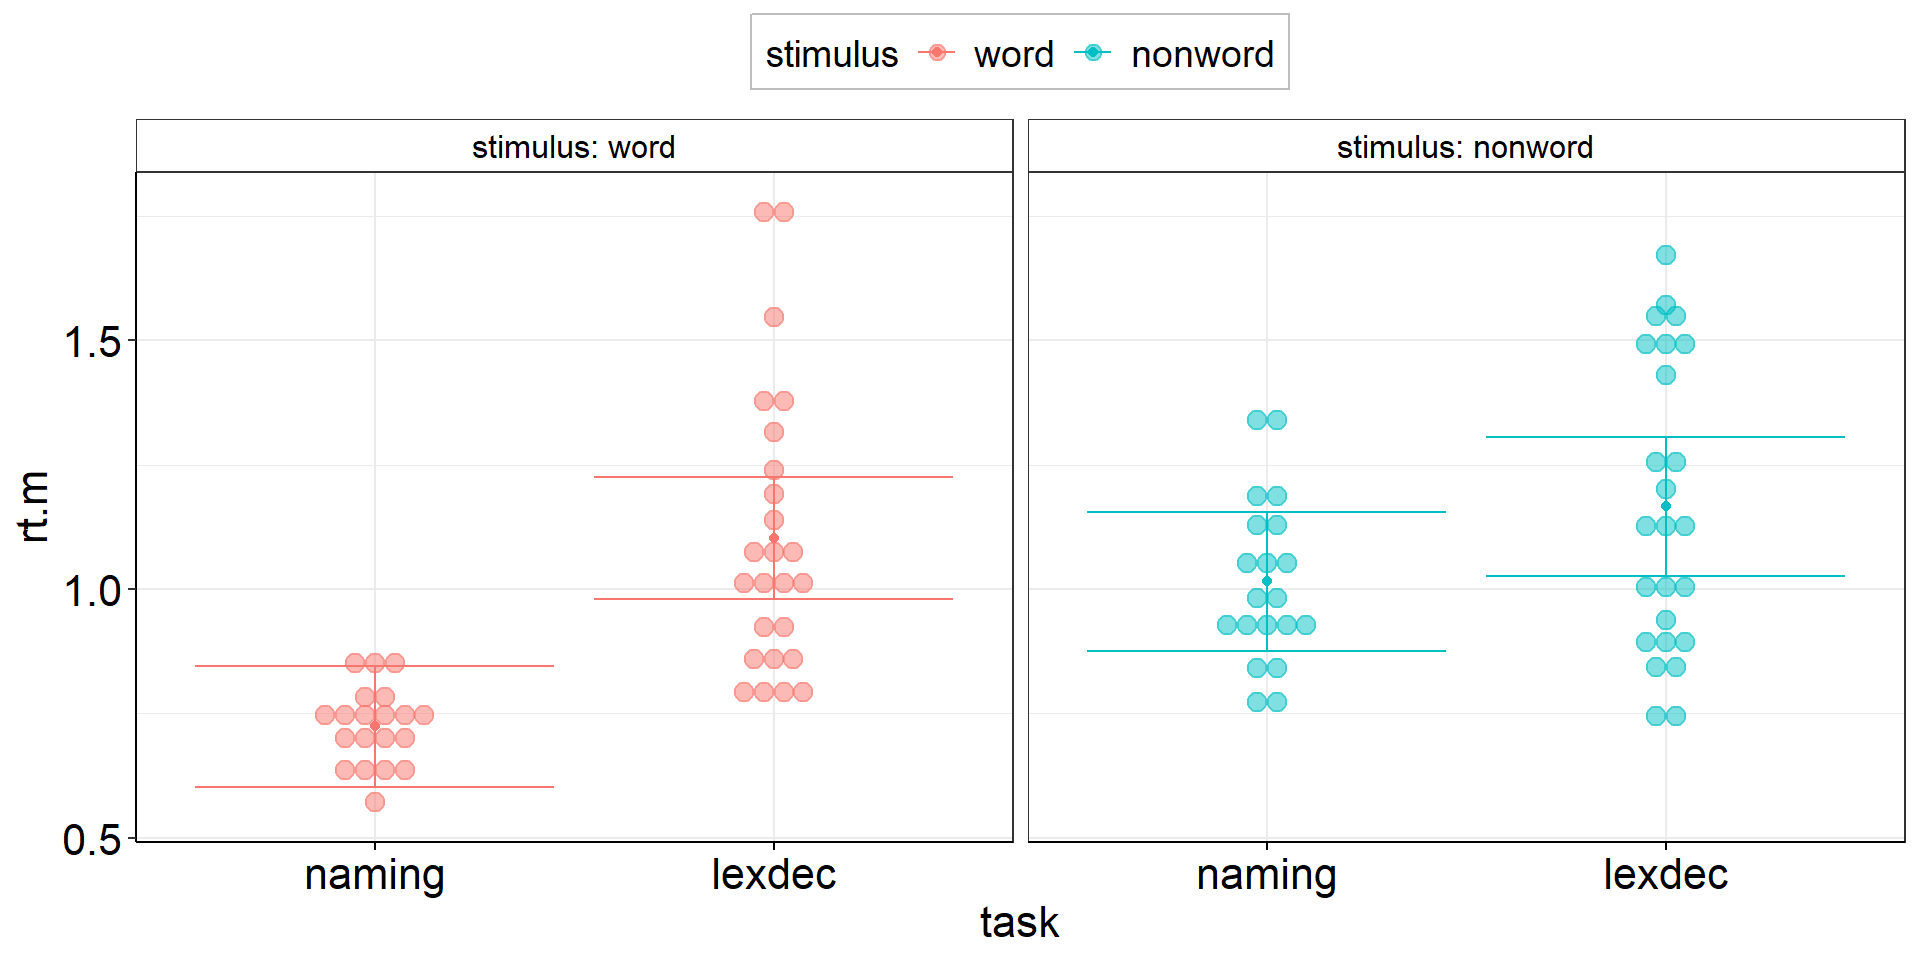 stimulus word nonword
stimulus: word
stimulus: nonword
rt.m
1.5
1.0
0.5
naming lexdec naming lexdec
task